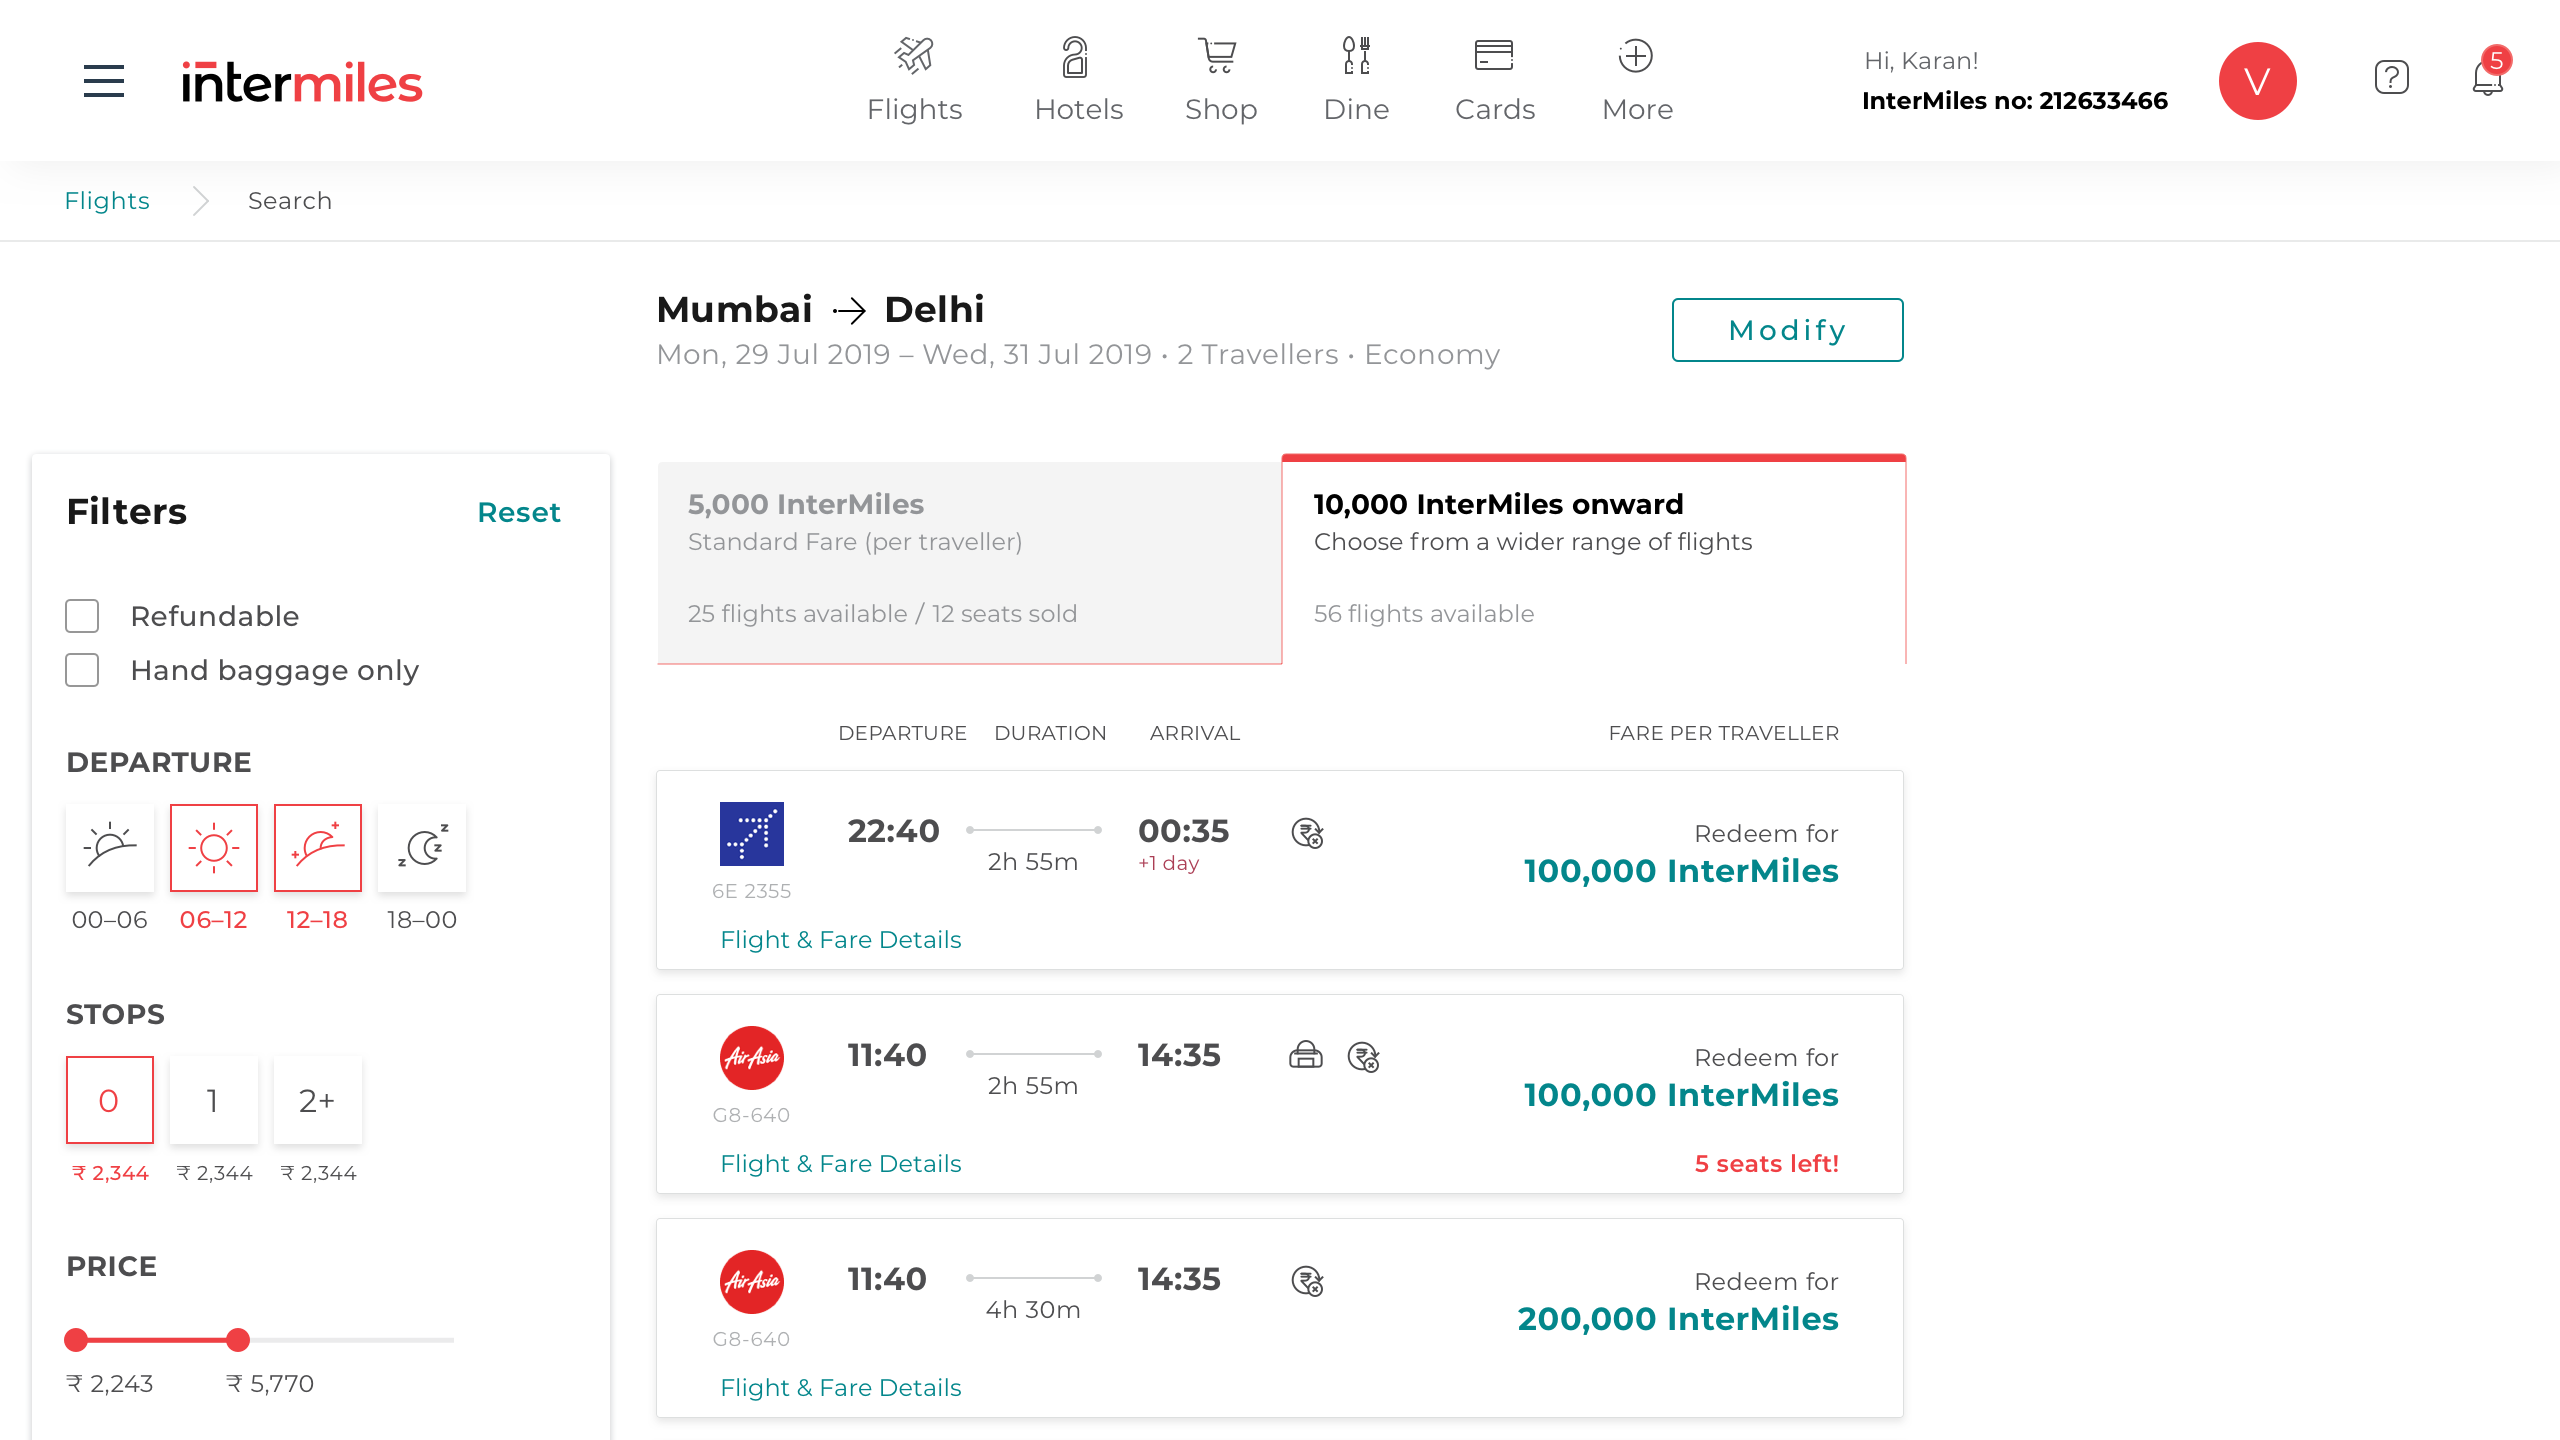 intermiles
Flights
Hotels
Shop
Dine
Cards
More
Hi, Karan!
InterMiles no: 212633466
V
?
5
Flights
Search
Mumbai → Delhi
Mon, 29 Jul 2019 – Wed, 31 Jul 2019 • 2 Travellers • Economy
Modify
Filters
Reset
Refundable
Hand baggage only
DEPARTURE
00–06
06–12
12–18
18–00
STOPS
0
1
2+
₹ 2,344
₹ 2,344
₹ 2,344
PRICE
₹ 2,243
₹ 5,770
5,000 InterMiles
Standard Fare (per traveller)
25 flights available / 12 seats sold
10,000 InterMiles onward
Choose from a wider range of flights
56 flights available
DEPARTURE
DURATION
ARRIVAL
FARE PER TRAVELLER
22:40
2h 55m
00:35
+1 day
6E 2355
Redeem for
100,000 InterMiles
Flight & Fare Details
AirAsia
11:40
2h 55m
14:35
G8-640
Redeem for
100,000 InterMiles
Flight & Fare Details
5 seats left!
AirAsia
11:40
4h 30m
14:35
G8-640
Redeem for
200,000 InterMiles
Flight & Fare Details